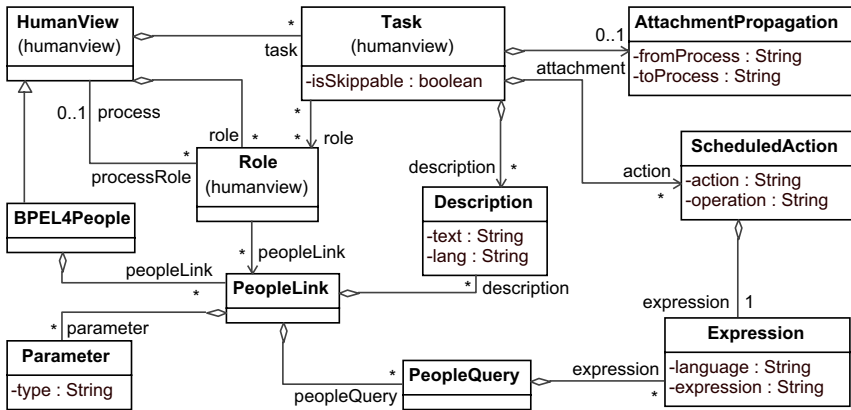 HumanView
(humanview)
*
task
Task
(humanview)
-isSkippable : boolean
0..1
attachment
AttachmentPropagation
-fromProcess : String
-toProcess : String
0..1
process
role
*
*
*
role
*
processRole
Role
(humanview)
description
*
action
*
ScheduledAction
-action : String
-operation : String
BPEL4People
Description
-text : String
-lang : String
*
peopleLink
peopleLink
*
PeopleLink
*
description
expression
1
*
parameter
Parameter
-type : String
*
peopleQuery
PeopleQuery
expression
*
Expression
-language : String
-expression : String